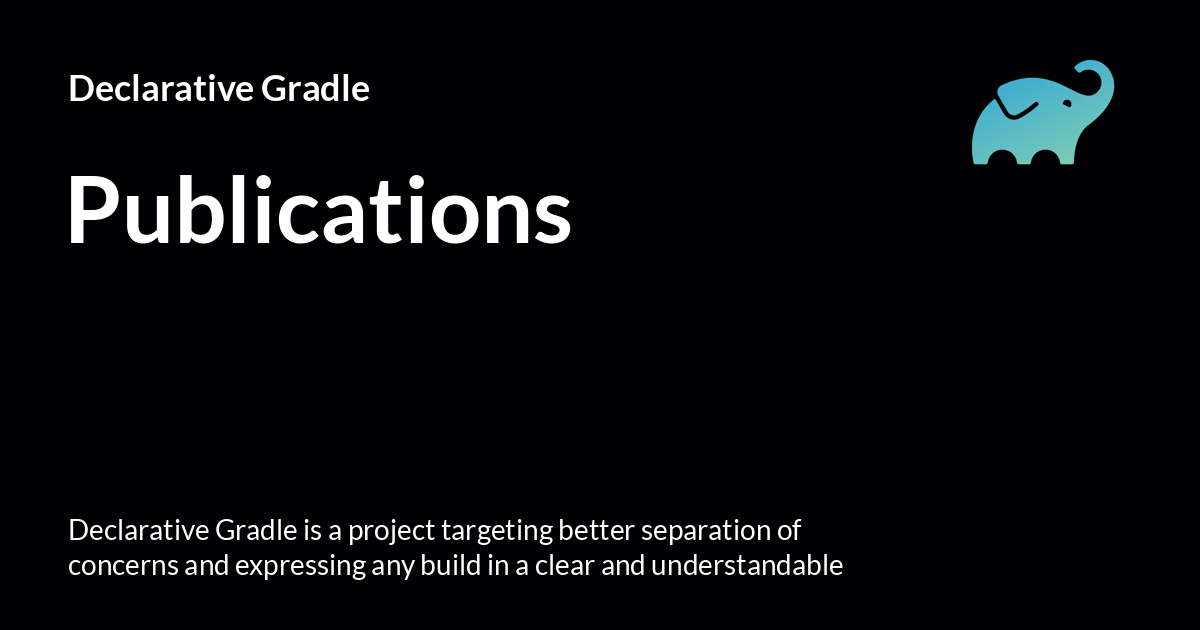 Declarative Gradle
Publications
Declarative Gradle is a project targeting better separation of
concerns and expressing any build in a clear and understandable